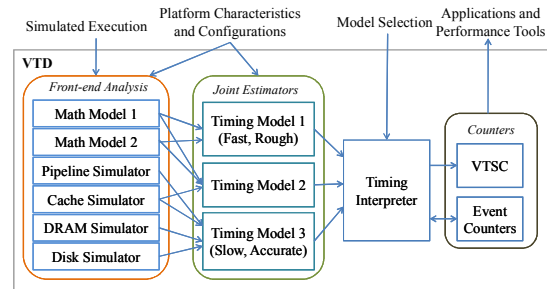 Simulated Execution
Platform Characteristics
and Configurations
Model Selection
Applications and
Performance Tools
VTD
Front-end Analysis
Math Model 1
Math Model 2
Pipeline Simulator
Cache Simulator
DRAM Simulator
Disk Simulator
Joint Estimators
Timing Model 1
(Fast, Rough)
Timing Model 2
Timing Model 3
(Slow, Accurate)
Timing
Interpreter
Counters
VTSC
Event
Counters